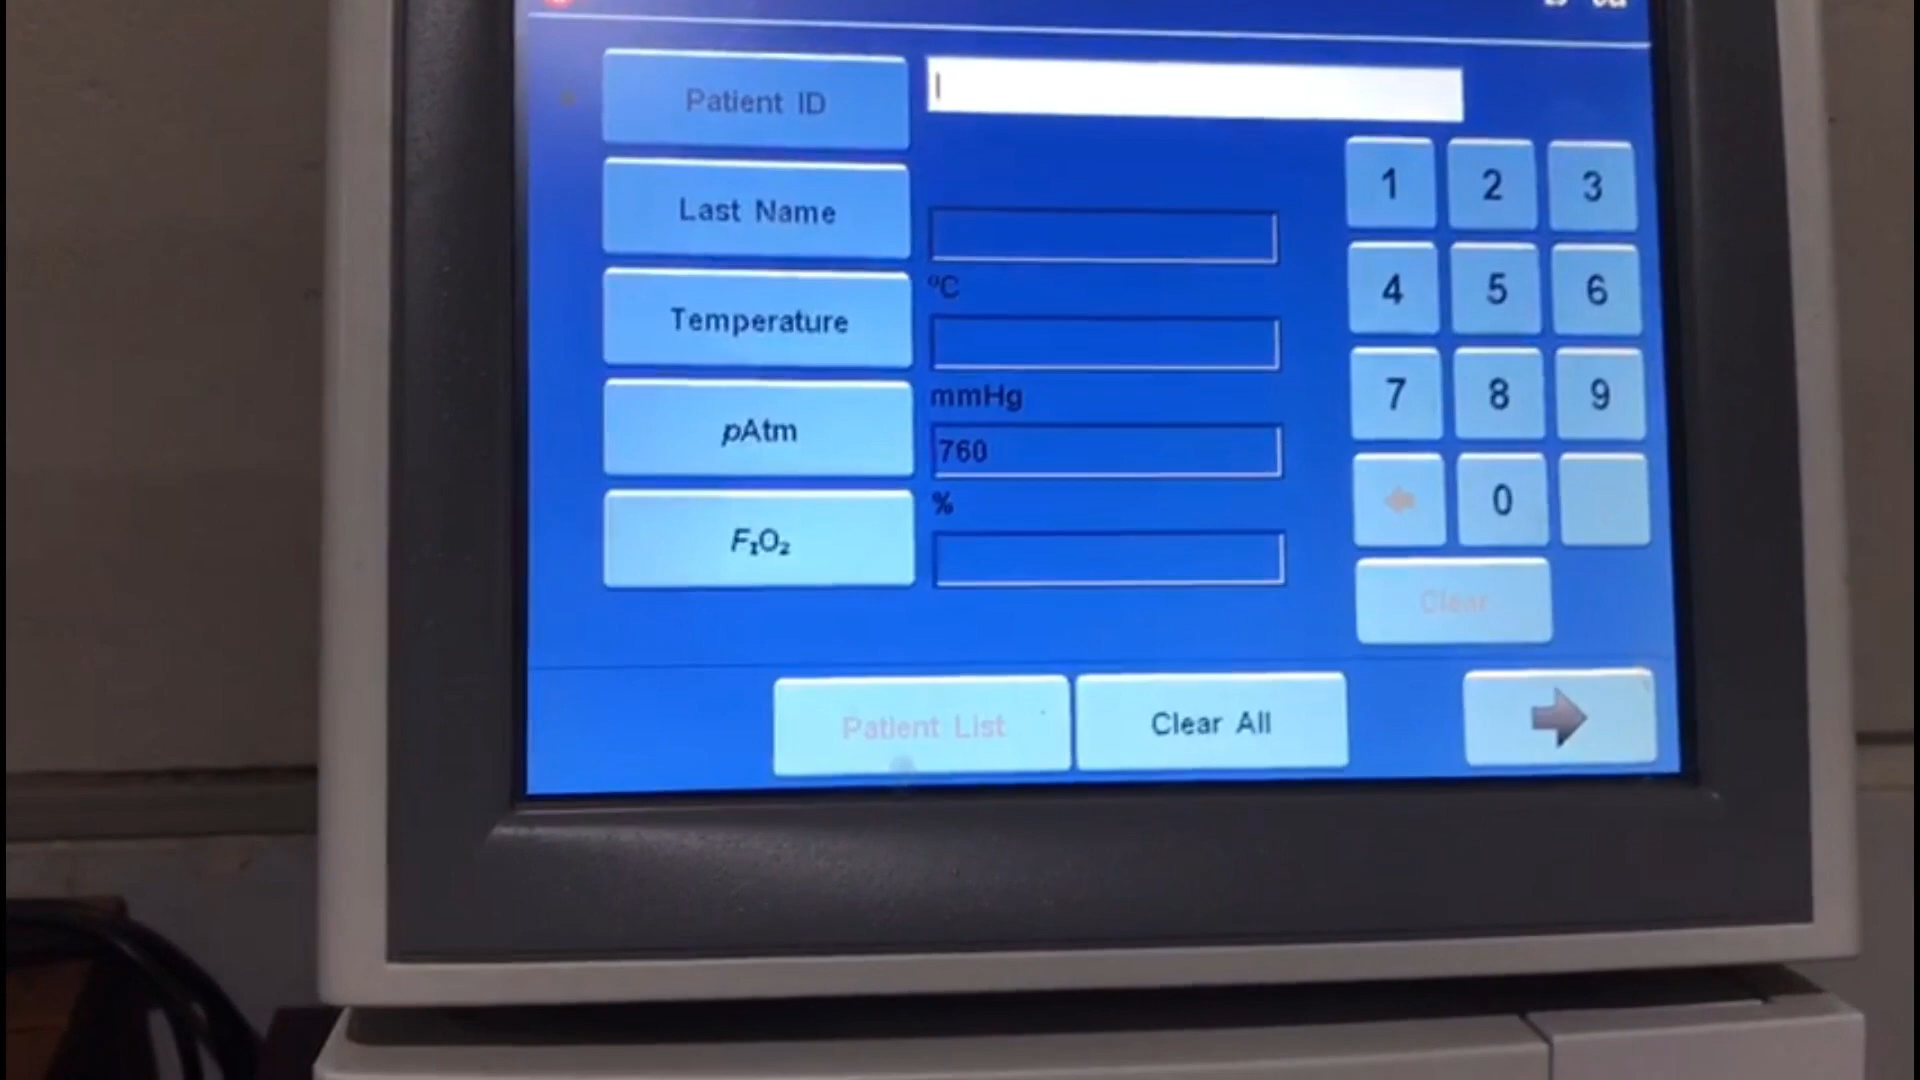 Patient ID
1 2 3
Last Name
ºC
4 5 6
Temperature
mmHg
7 8 9
pAtm
760
%
0
FIO2
Clear
Patient List
Clear All